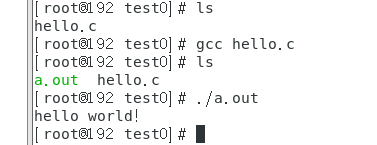 [root@192 test0]# ls
hello.c
[root@192 test0]# gcc hello.c
[root@192 test0]# ls
a.out  hello.c
[root@192 test0]# ./a.out
hello world!
[root@192 test0]#